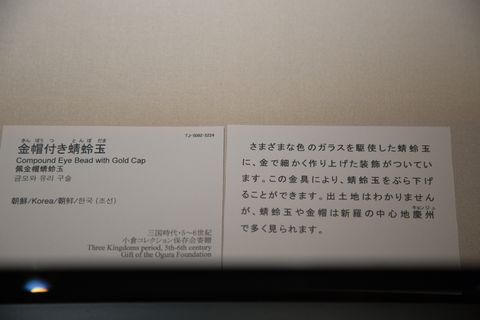 TJ-5082-5224
きん ぼう つ とん ぼ だま
金帽付き蜻蛉玉
Compound Eye Bead with Gold Cap
佩金帽蜻蛉玉
금모와 유리 구슬
朝鮮/Korea/朝鲜/한국 (조선)
三国時代・5～6世紀
小倉コレクション保存会寄贈
Three Kingdoms period, 5th-6th century
Gift of the Ogura Foundation
さまざまな色のガラスを駆使した蜻蛉玉
に、金で細かく作り上げた装飾がついてい
ます。この金具により、蜻蛉玉をぶら下げ
ることができます。出土地はわかりません
キョンジュ
が、蜻蛉玉や金帽は新羅の中心地慶州
で多く見られます。